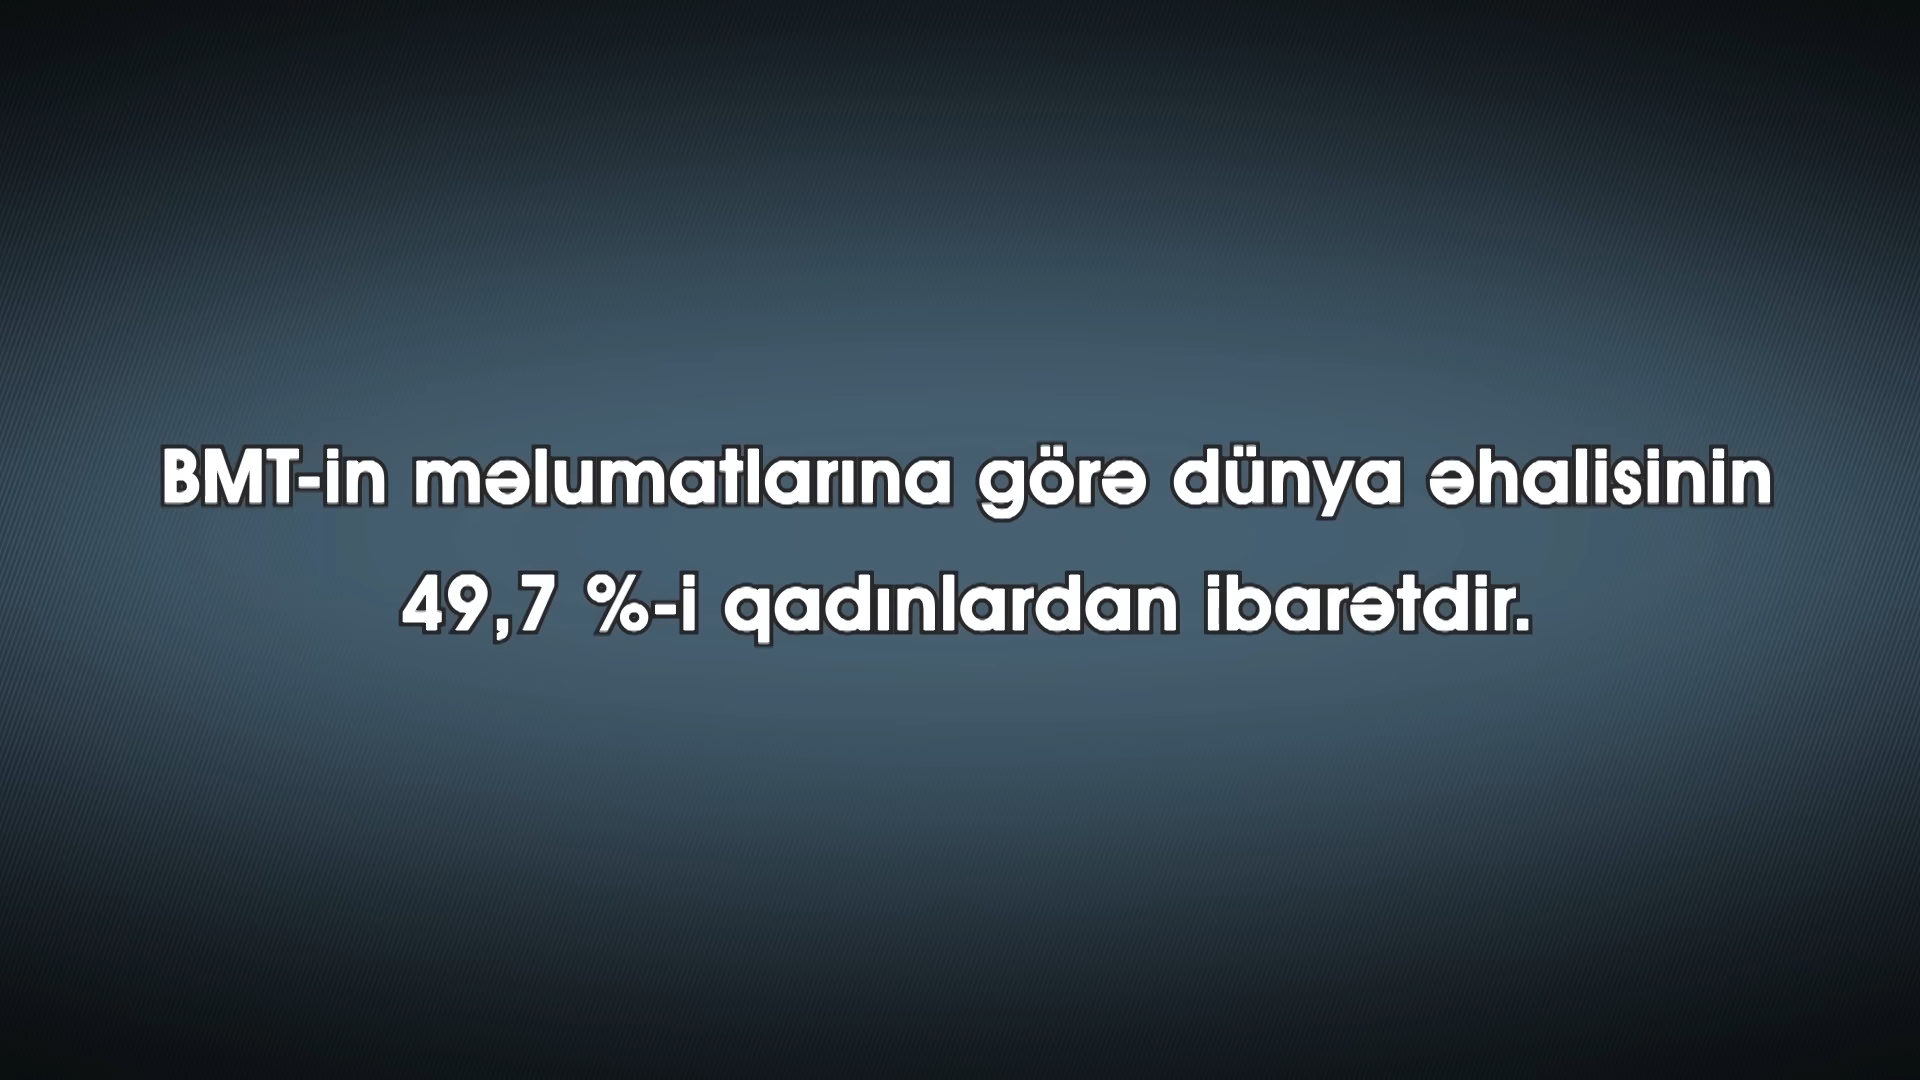 BMT-in məlumatlarına görə dünya əhalisinin
49,7 %-i qadınlardan ibarətdir.